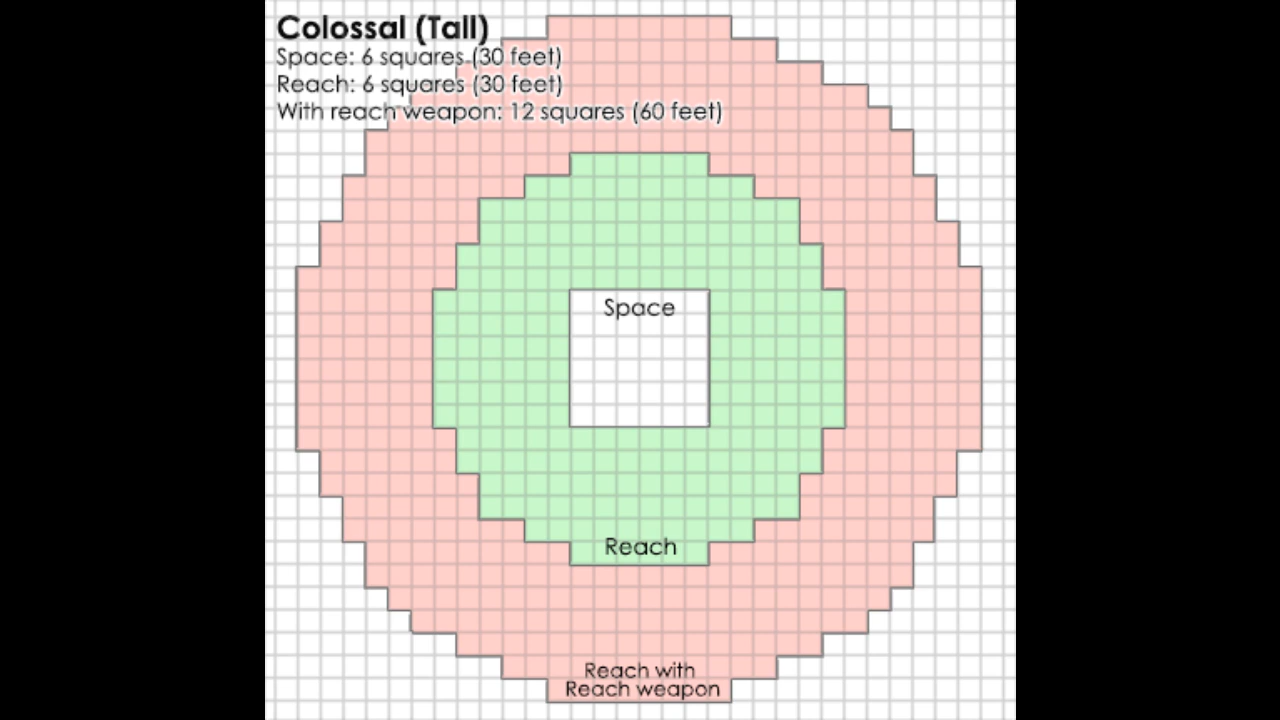 Colossal (Tall)
Space: 6 squares (30 feet)
Reach: 6 squares (30 feet)
With reach weapon: 12 squares (60 feet)
Space
Reach
Reach with
Reach weapon